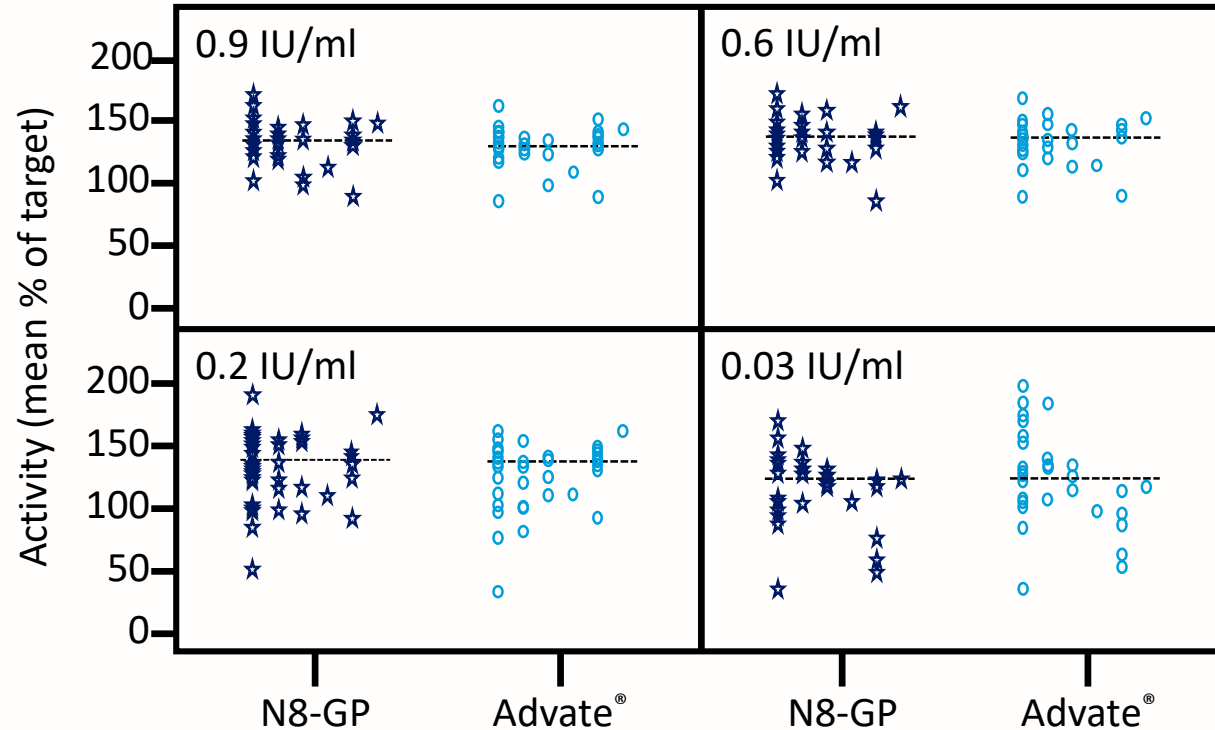 Activity (mean % of target)
0.9 IU/ml
0.6 IU/ml
200
150
100
50
0
0.2 IU/ml
0.03 IU/ml
200
150
100
50
0
N8-GP
Advate®
N8-GP
Advate®